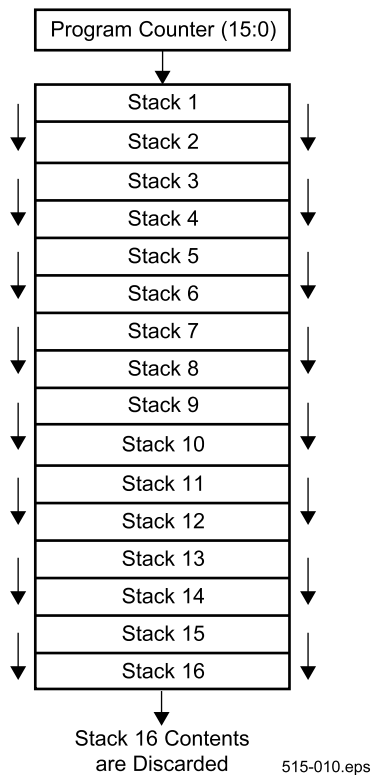 Program Counter (15:0)
Stack 1
Stack 2
Stack 3
Stack 4
Stack 5
Stack 6
Stack 7
Stack 8
Stack 9
Stack 10
Stack 11
Stack 12
Stack 13
Stack 14
Stack 15
Stack 16
Stack 16 Contents
are Discarded
515-010.eps